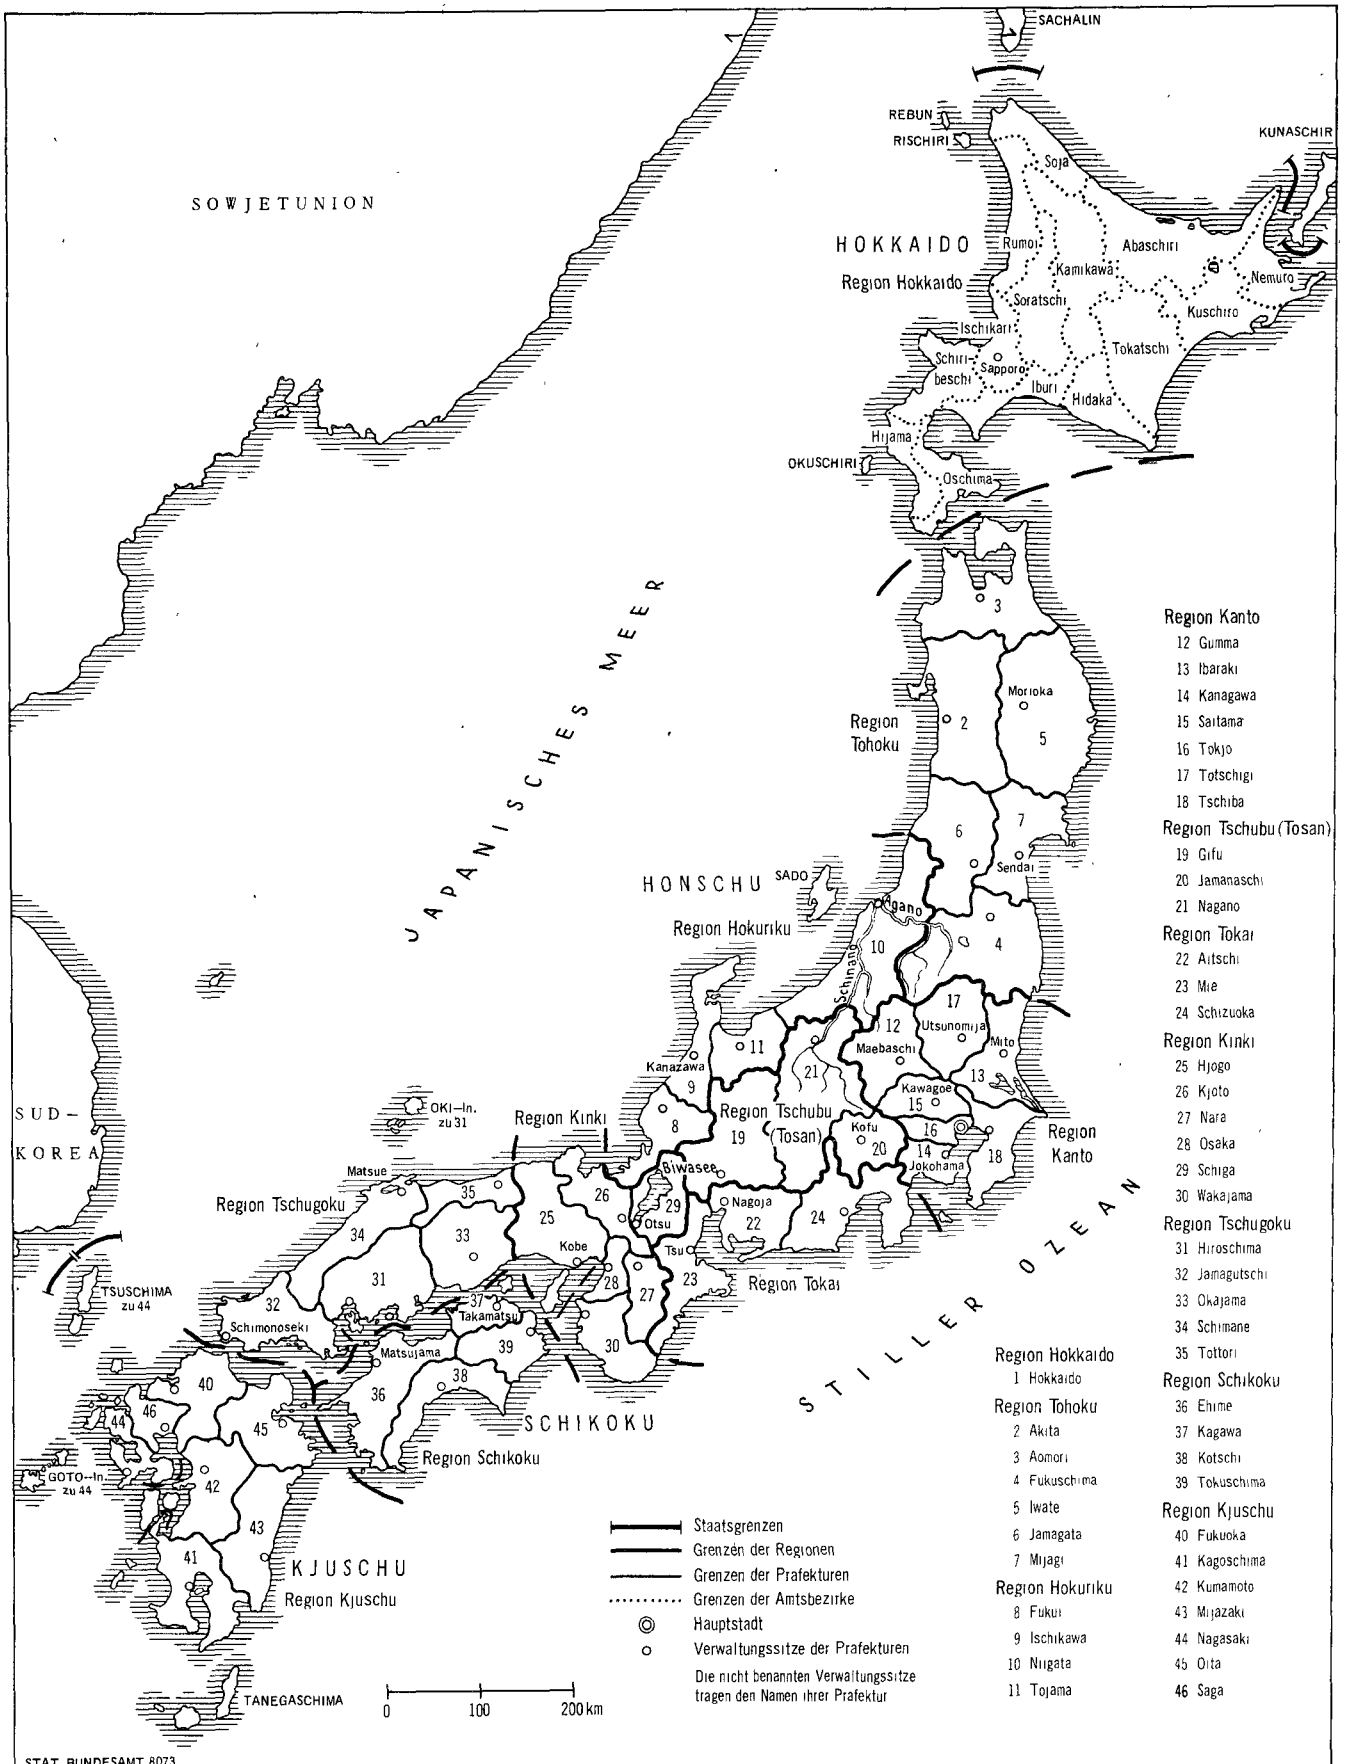 SACHALIN
REBUN
RISCHIRI
KUNASCHIR
SOWJETUNION
Soja
HOKKAIDO
Region Hokkaido
Rumoi
Abaschiri
Kamikawa
Nemuro
Soratschi
Kuschiro
Ischikari
Tokatschi
Schiri-
beschi
Sapporo
Iburi
Hidaka
Hijama
OKUSCHIRI
Oschima
3
JAPANISCHES MEER
Region
Tohoku
Morioka
2
5
6
7
Sendai
HONSCHU
SADO
Agano
Region Hokuriku
10
4
Schinano
17
12
Utsunomija
Maebaschi
Mito
11
Kanazawa
21
13
9
Kawagoe
15
SUD-
KOREA
OKI-In.
zu 31
Region Kinki
8
Region Tschubu
(Tosan)
19
Kofu
20
16
14
Jokohama
18
Region
Kanto
Matsue
Biwasee
35
26
Region Tschugoku
29
Nagoja
34
33
25
Otsu
22
24
Kobe
Tsu
31
28
23
Region Tokai
27
TSUSCHIMA
zu 44
32
37
Takamatsu
Schimonoseki
Matsujama
39
30
STILLER OZEAN
40
36
38
46
44
45
SCHIKOKU
Region Schikoku
GOTO-In.
zu 44
42
43
41
KJUSCHU
Region Kjuschu
TANEGASCHIMA
Region Kanto
12 Gumma
13 Ibaraki
14 Kanagawa
15 Saitama
16 Tokjo
17 Totschigi
18 Tschiba
Region Tschubu (Tosan)
19 Gifu
20 Jamanaschi
21 Nagano
Region Tokai
22 Aitschi
23 Mie
24 Schizuoka
Region Kinki
25 Hjogo
26 Kjoto
27 Nara
28 Osaka
29 Schiga
30 Wakajama
Region Tschugoku
31 Hiroschima
32 Jamagutschi
33 Okajama
34 Schimane
35 Tottori
Region Schikoku
36 Ehime
37 Kagawa
38 Kotschi
39 Tokuschima
Region Kjuschu
40 Fukuoka
41 Kagoschima
42 Kumamoto
43 Mijazaki
44 Nagasaki
45 Oita
46 Saga
Region Hokkaido
1 Hokkaido
Region Tohoku
2 Akita
3 Aomori
4 Fukuschima
5 Iwate
6 Jamagata
7 Mijagi
Region Hokuriku
8 Fukui
9 Ischikawa
10 Niigata
11 Tojama
Staatsgrenzen
Grenzen der Regionen
Grenzen der Prafekturen
Grenzen der Amtsbezirke
Hauptstadt
Verwaltungssitze der Prafekturen
Die nicht benannten Verwaltungssitze
tragen den Namen ihrer Prafektur
0 100 200 km
STAT. BUNDESAMT 8073